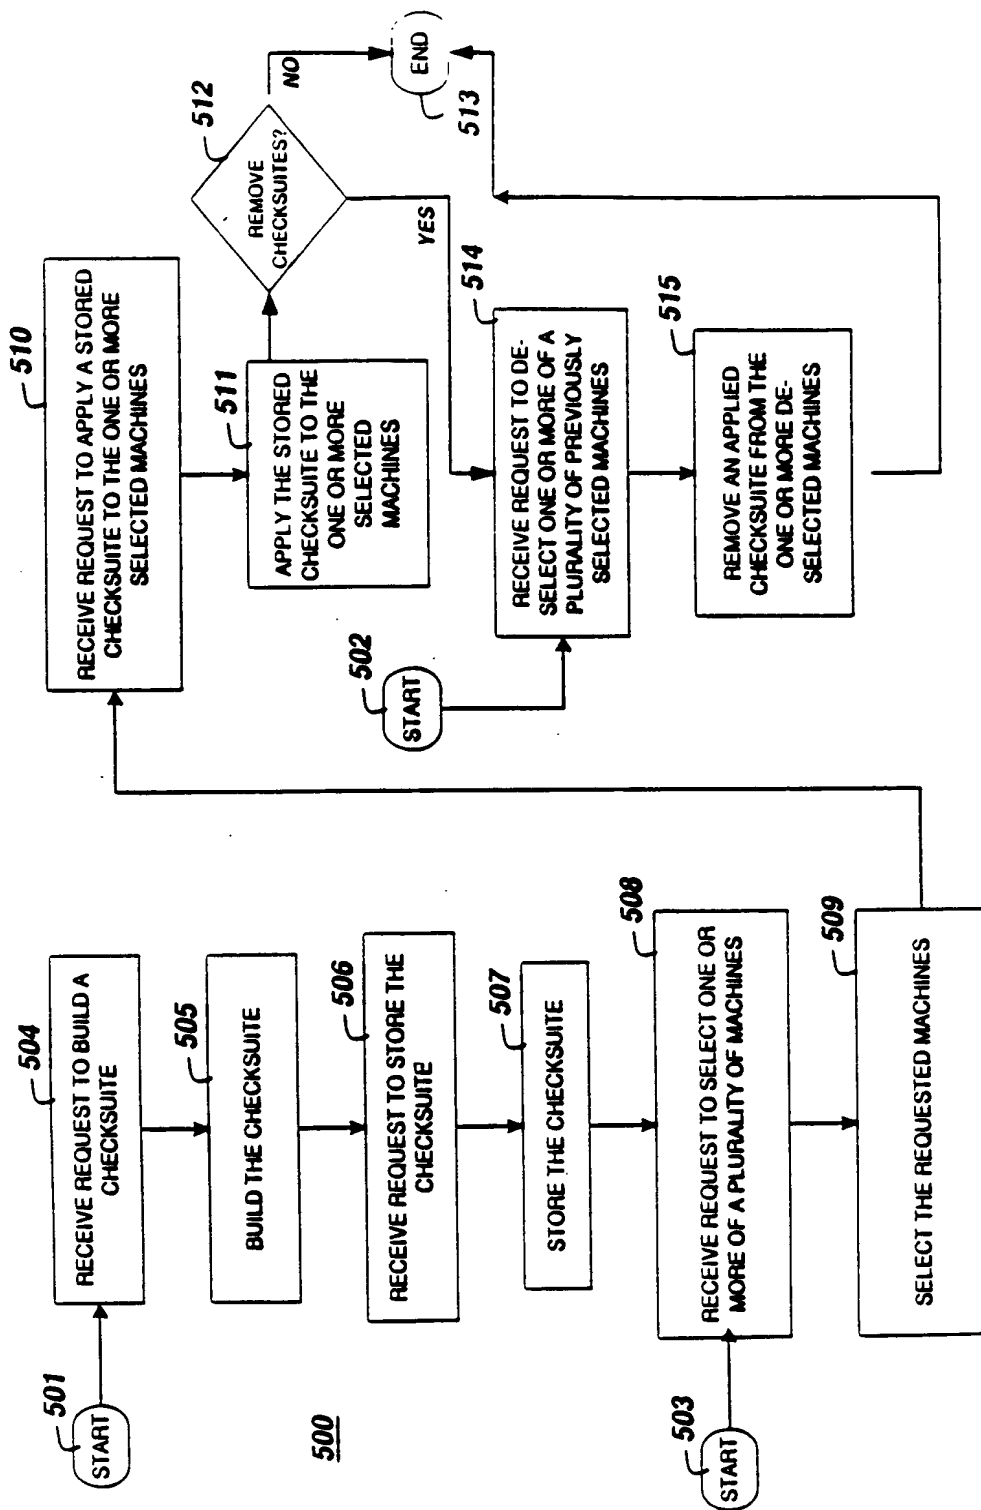 501
START
504
RECEIVE REQUEST TO BUILD A
CHECKSUITE
505
BUILD THE CHECKSUITE
506
RECEIVE REQUEST TO STORE THE
CHECKSUITE
507
STORE THE CHECKSUITE
500
503
START
508
RECEIVE REQUEST TO SELECT ONE OR
MORE OF A PLURALITY OF MACHINES
509
SELECT THE REQUESTED MACHINES
510
RECEIVE REQUEST TO APPLY A STORED
CHECKSUITE TO THE ONE OR MORE
SELECTED MACHINES
511
APPLY THE STORED
CHECKSUITE TO THE
ONE OR MORE
SELECTED
MACHINES
512
REMOVE
CHECKSUITES?
NO
YES
END
513
502
START
514
RECEIVE REQUEST TO DE-
SELECT ONE OR MORE OF A
PLURALITY OF PREVIOUSLY
SELECTED MACHINES
515
REMOVE AN APPLIED
CHECKSUITE FROM THE
ONE OR MORE DE-
SELECTED MACHINES